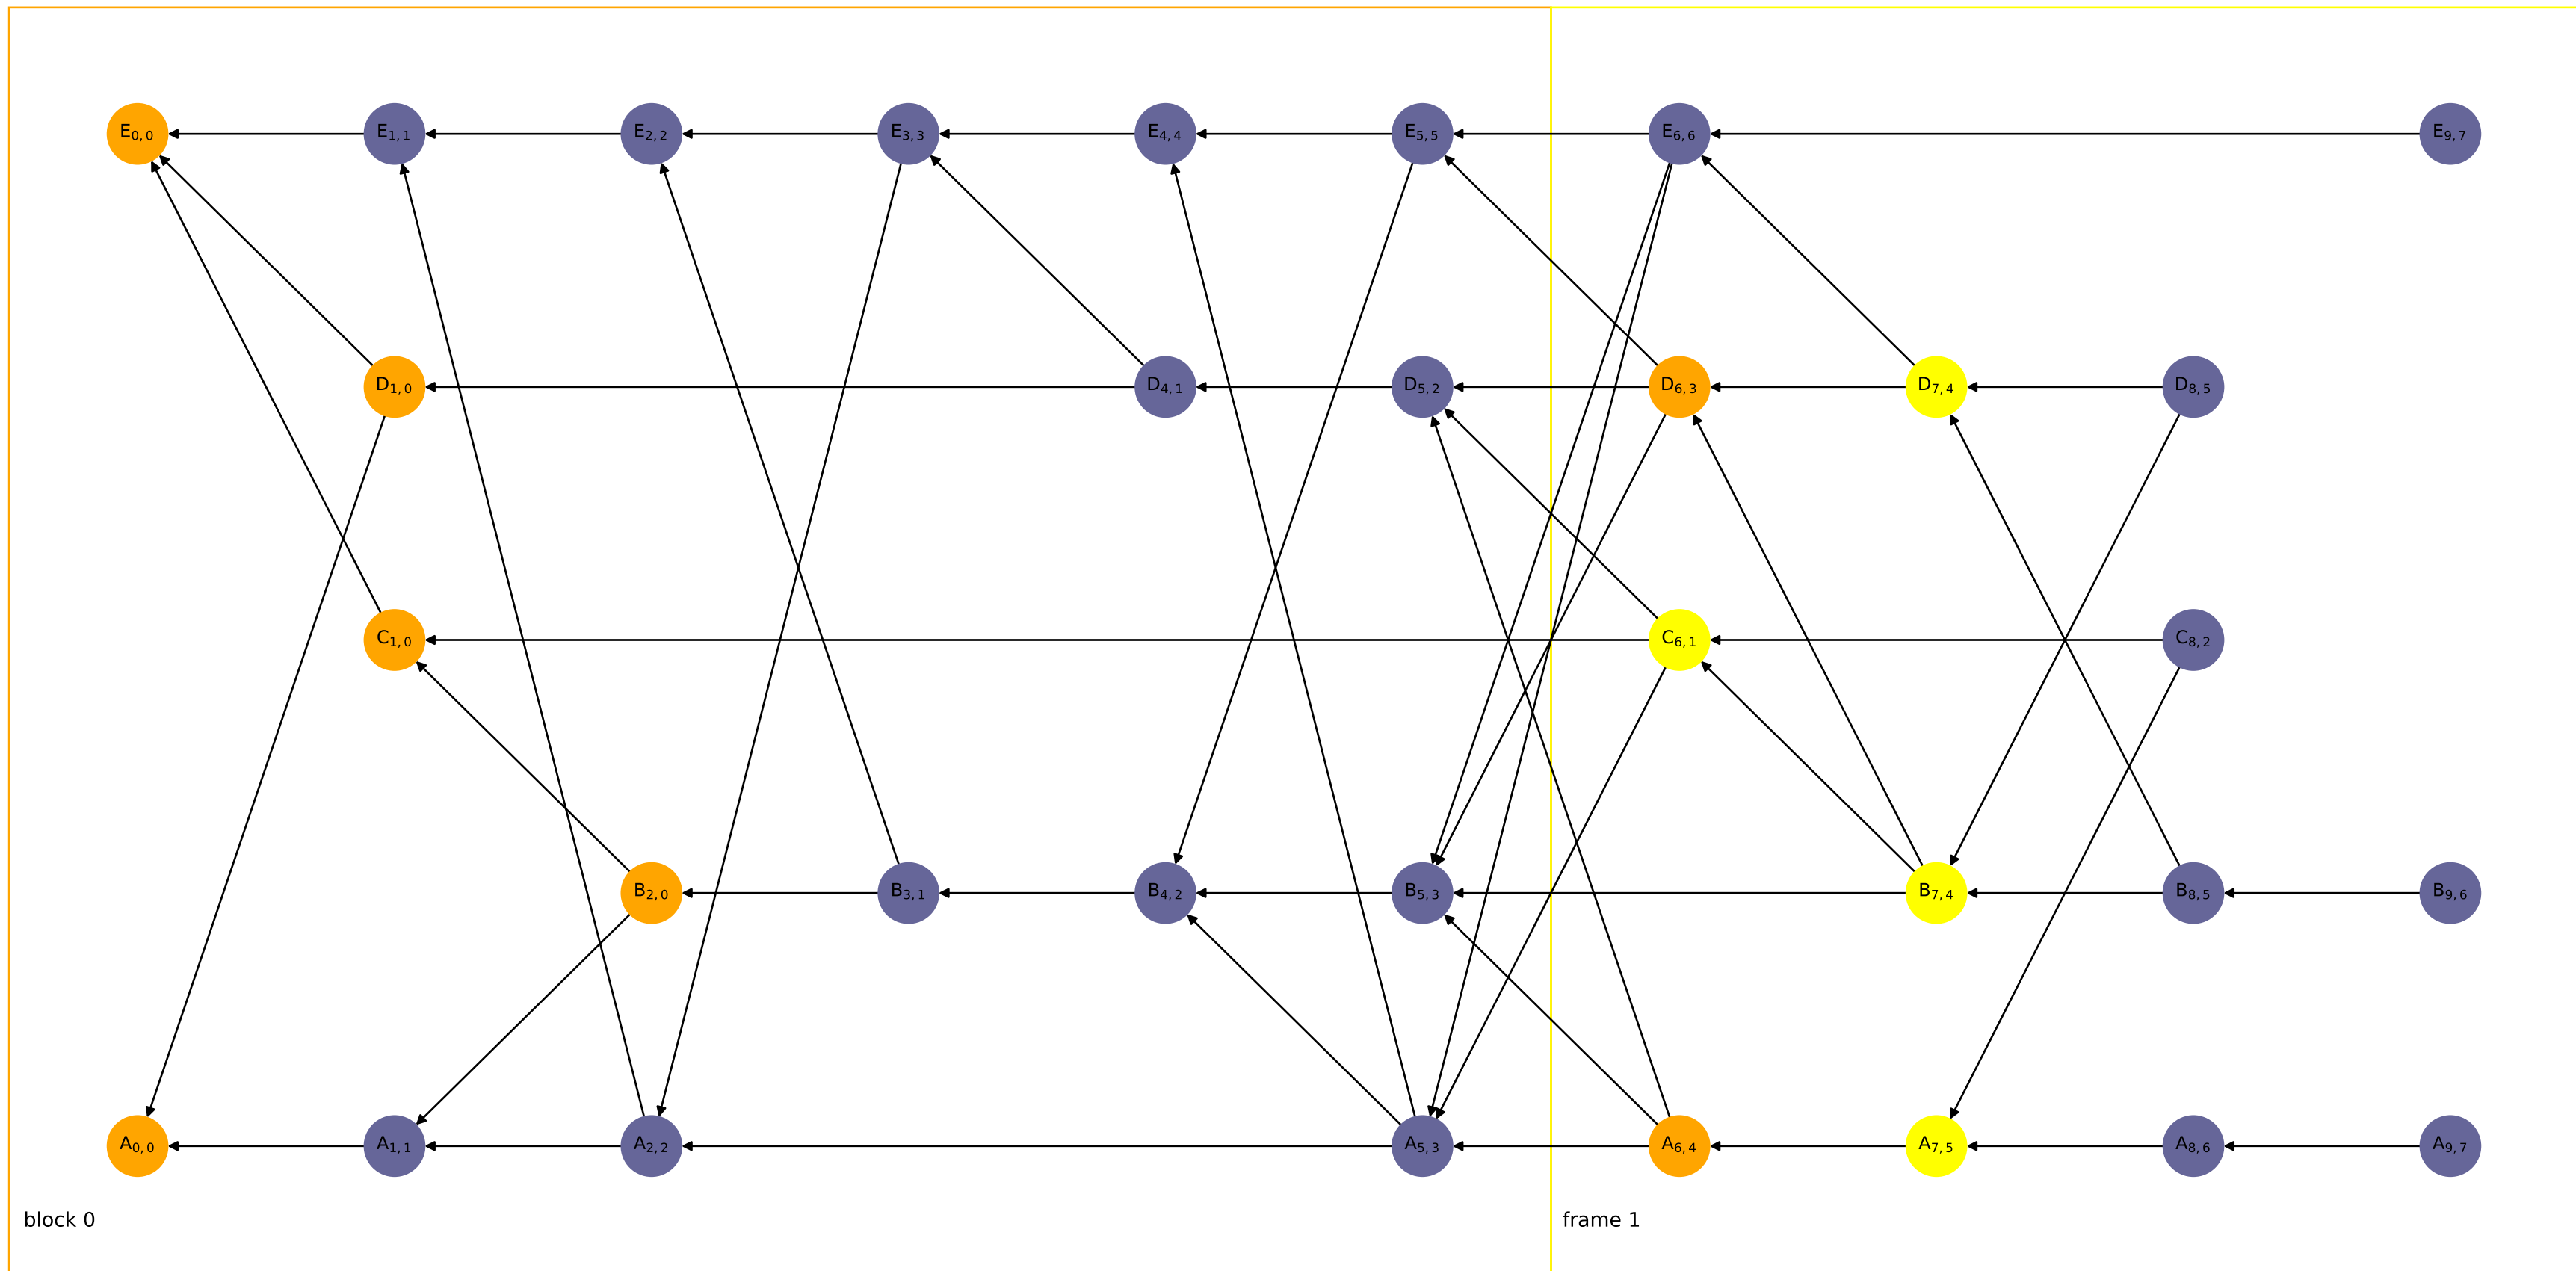 E0,0 E1,1 E2,2 E3,3 E4,4 E5,5 E6,6 E9,7
D1,0 D4,1 D5,2 D6,3 D7,4 D8,5
C1,0 C6,1 C8,2
B2,0 B3,1 B4,2 B5,3 B7,4 B8,5 B9,6
A0,0 A1,1 A2,2 A5,3 A6,4 A7,5 A8,6 A9,7
block 0 frame 1